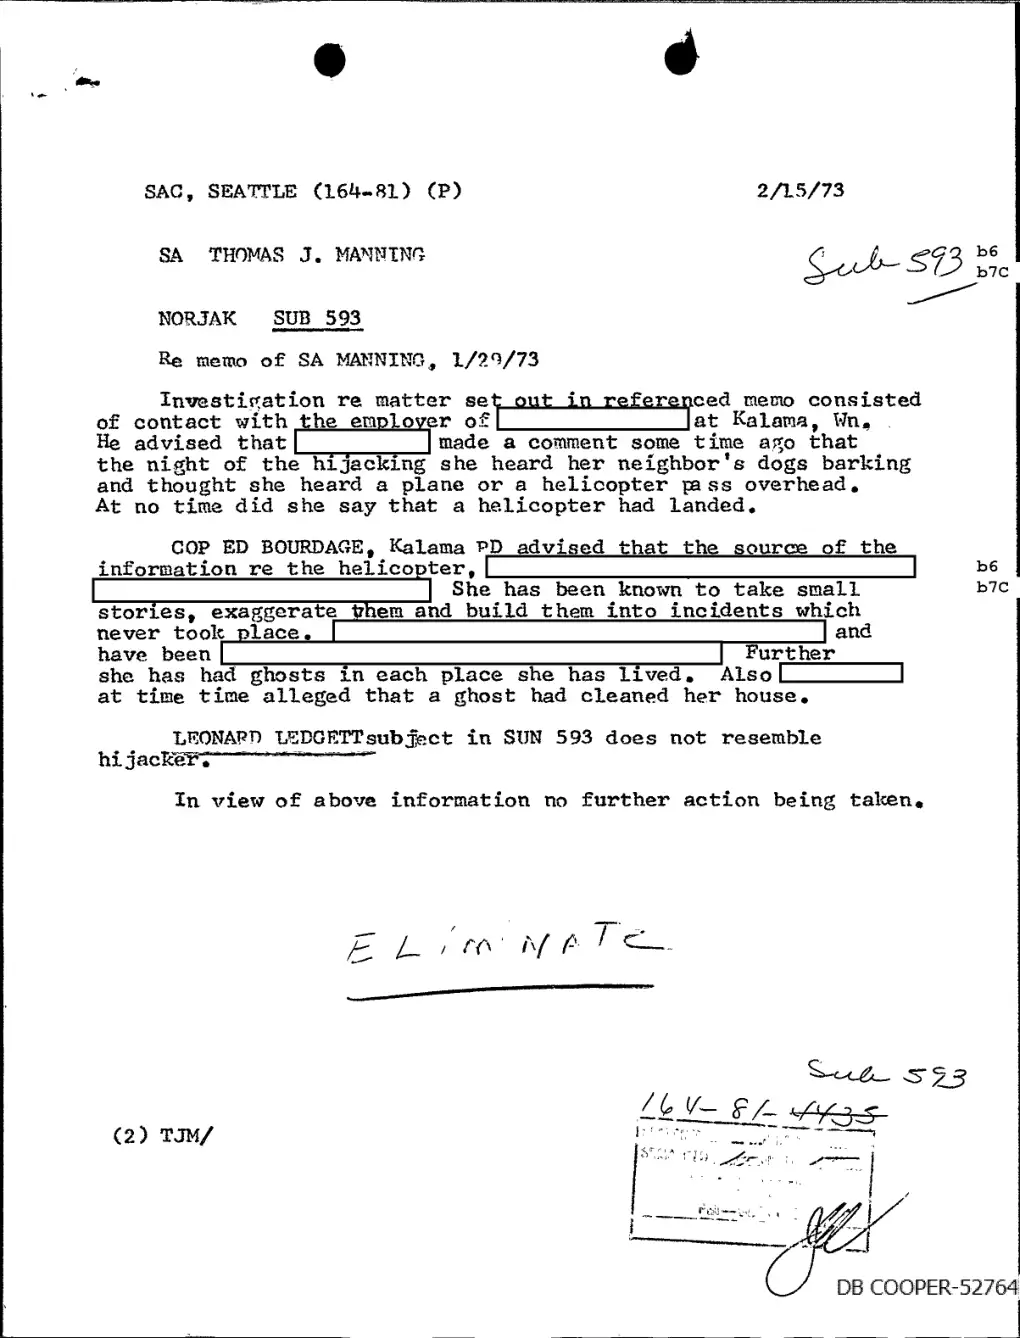 SAC, SEATTLE (164-81) (P) 2/15/73
SA THOMAS J. MANNING
Sub 593 b6
b7C
NORJAK SUB 593
Re memo of SA MANNING, 1/29/73
Investigation re matter set out in referenced memo consisted
of contact with the employer of at Kalama, Wn.
He advised that made a comment some time ago that
the night of the hijacking she heard her neighbor's dogs barking
and thought she heard a plane or a helicopter pass overhead.
At no time did she say that a helicopter had landed.
COP ED BOURDAGE, Kalama PD advised that the source of the
information re the helicopter, b6
She has been known to take small b7C
stories, exaggerate them and build them into incidents which
never took place. and
have been Further
she has had ghosts in each place she has lived. Also
at time time alleged that a ghost had cleaned her house.
LEONARD LEDGETT subject in SUN 593 does not resemble
hijacker.
In view of above information no further action being taken.
ELIMINATE
Sub 593
164-81-4435
(2) TJM/
DB COOPER-52764